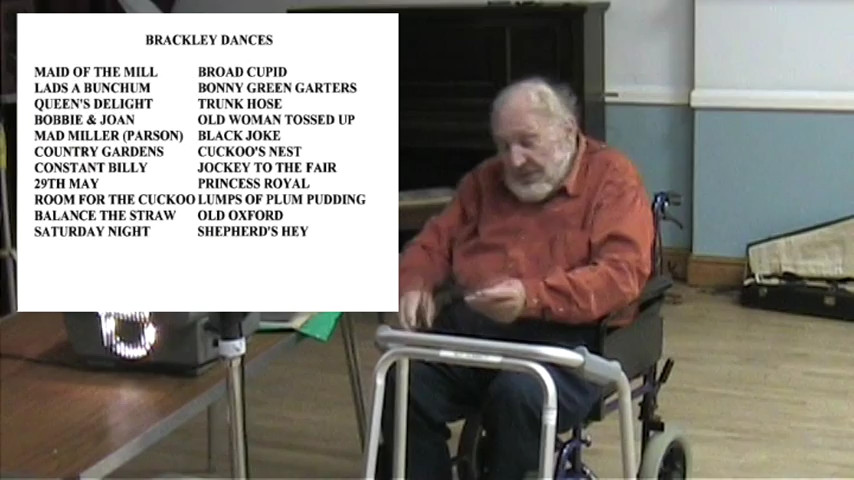 BRACKLEY DANCES
MAID OF THE MILL BROAD CUPID
LADS A BUNCHUM BONNY GREEN GARTERS
QUEEN'S DELIGHT TRUNK HOSE
BOBBIE & JOAN OLD WOMAN TOSSED UP
MAD MILLER (PARSON) BLACK JOKE
COUNTRY GARDENS CUCKOO'S NEST
CONSTANT BILLY JOCKEY TO THE FAIR
29TH MAY PRINCESS ROYAL
ROOM FOR THE CUCKOO LUMPS OF PLUM PUDDING
BALANCE THE STRAW OLD OXFORD
SATURDAY NIGHT SHEPHERD'S HEY